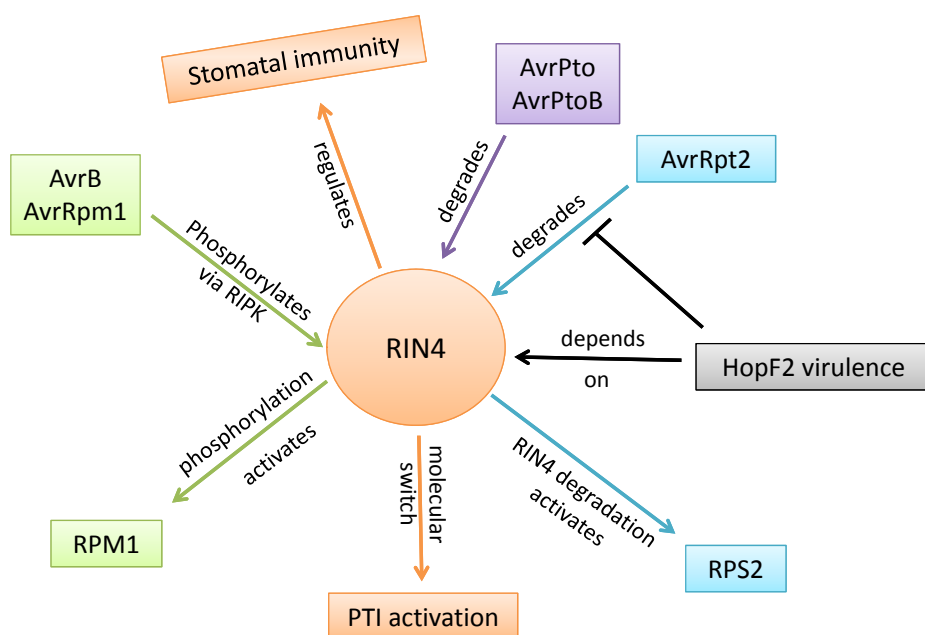 Stomatal immunity
AvrPto
AvrPtoB
AvrRpt2
AvrB
AvrRpm1
regulates
degrades
degrades
Phosphorylates
via RIPK
RIN4
depends
on
HopF2 virulence
phosphorylation
activates
molecular
switch
RIN4 degradation
activates
RPM1
PTI activation
RPS2